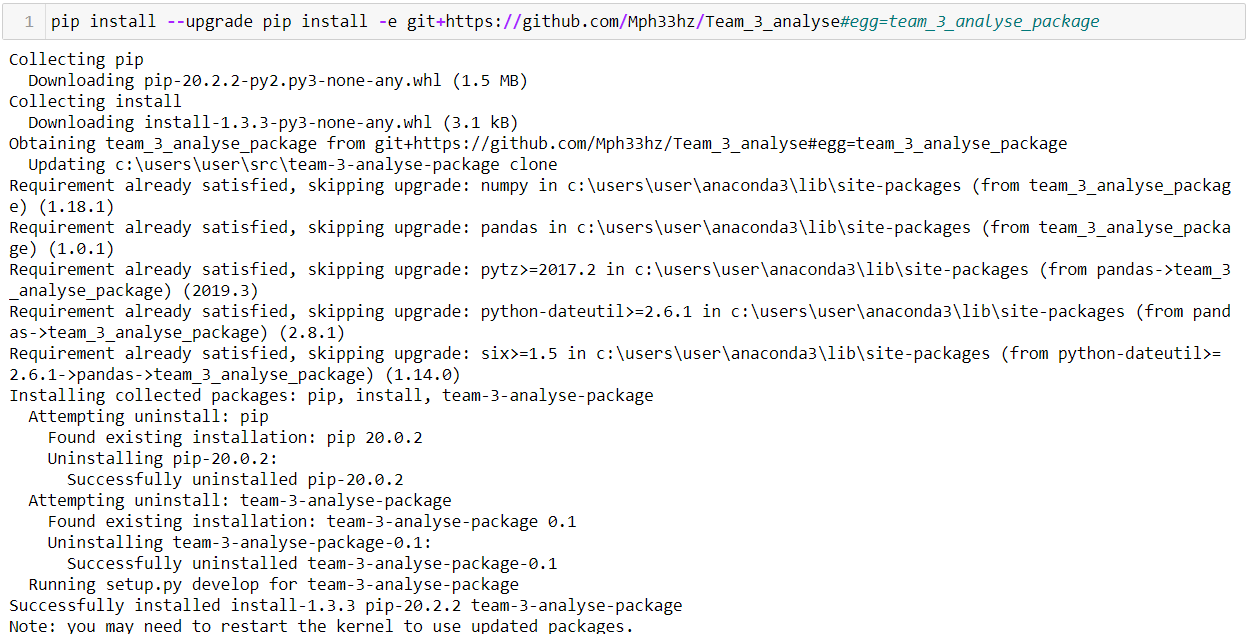 1 pip install --upgrade pip install -e git+https://github.com/Mph33hz/Team_3_analyse#egg=team_3_analyse_package
Collecting pip
  Downloading pip-20.2.2-py2.py3-none-any.whl (1.5 MB)
Collecting install
  Downloading install-1.3.3-py3-none-any.whl (3.1 kB)
Obtaining team_3_analyse_package from git+https://github.com/Mph33hz/Team_3_analyse#egg=team_3_analyse_package
  Updating c:\users\user\src\team-3-analyse-package clone
Requirement already satisfied, skipping upgrade: numpy in c:\users\user\anaconda3\lib\site-packages (from team_3_analyse_packag
e) (1.18.1)
Requirement already satisfied, skipping upgrade: pandas in c:\users\user\anaconda3\lib\site-packages (from team_3_analyse_packa
ge) (1.0.1)
Requirement already satisfied, skipping upgrade: pytz>=2017.2 in c:\users\user\anaconda3\lib\site-packages (from pandas->team_3
_analyse_package) (2019.3)
Requirement already satisfied, skipping upgrade: python-dateutil>=2.6.1 in c:\users\user\anaconda3\lib\site-packages (from pand
as->team_3_analyse_package) (2.8.1)
Requirement already satisfied, skipping upgrade: six>=1.5 in c:\users\user\anaconda3\lib\site-packages (from python-dateutil>=
2.6.1->pandas->team_3_analyse_package) (1.14.0)
Installing collected packages: pip, install, team-3-analyse-package
  Attempting uninstall: pip
    Found existing installation: pip 20.0.2
    Uninstalling pip-20.0.2:
      Successfully uninstalled pip-20.0.2
  Attempting uninstall: team-3-analyse-package
    Found existing installation: team-3-analyse-package 0.1
    Uninstalling team-3-analyse-package-0.1:
      Successfully uninstalled team-3-analyse-package-0.1
  Running setup.py develop for team-3-analyse-package
Successfully installed install-1.3.3 pip-20.2.2 team-3-analyse-package
Note: you may need to restart the kernel to use updated packages.